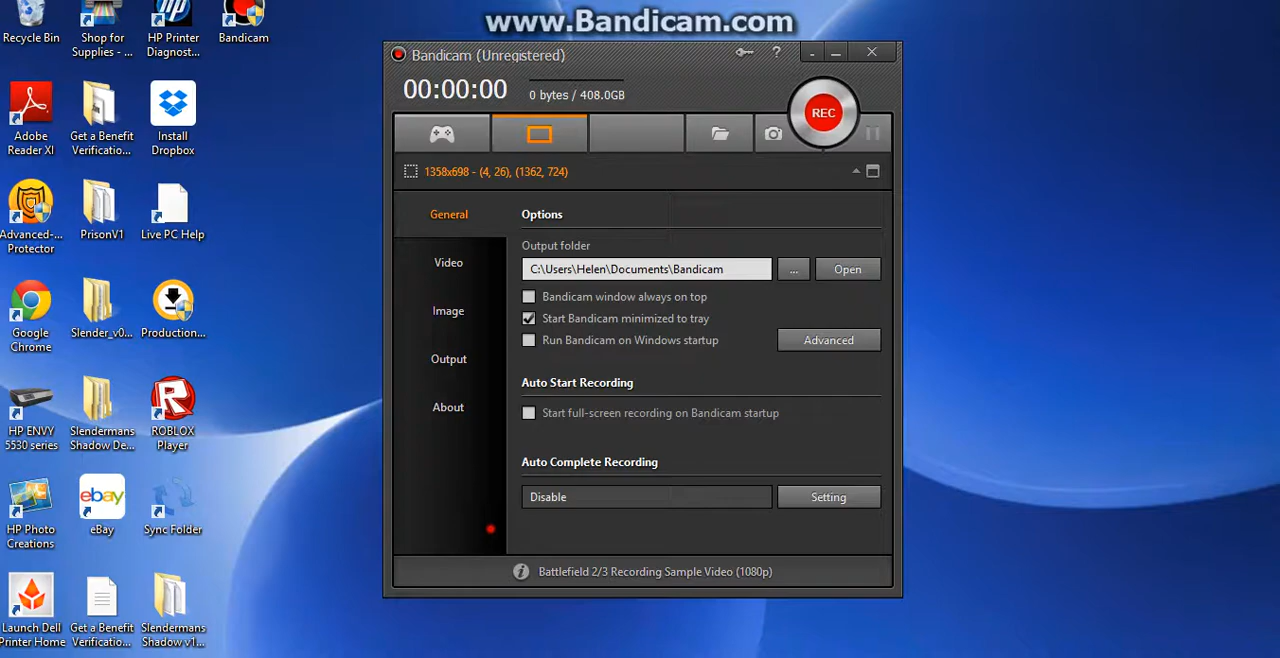 www.Bandicam.com
Recycle Bin
Shop for
Supplies - ...
HP Printer
Diagnost...
Bandicam
Adobe
Reader XI
Get a Benefit
Verificatio...
Install
Dropbox
Advanced-...
Protector
PrisonV1
Live PC Help
Google
Chrome
Slender_v0...
Production...
HP ENVY
5530 series
Slendermans
Shadow De...
ROBLOX
Player
HP Photo
Creations
ebay
eBay
Sync Folder
Launch Dell
Printer Home
Get a Benefit
Verificatio...
Slendermans
Shadow v1...
Bandicam (Unregistered)
?
00:00:00
0 bytes / 408.0GB
REC
1358x698 - (4, 26), (1362, 724)
General
Video
Image
Output
About
Options
Output folder
C:\Users\Helen\Documents\Bandicam
...
Open
Bandicam window always on top
Start Bandicam minimized to tray
Run Bandicam on Windows startup
Advanced
Auto Start Recording
Start full-screen recording on Bandicam startup
Auto Complete Recording
Disable
Setting
Battlefield 2/3 Recording Sample Video (1080p)